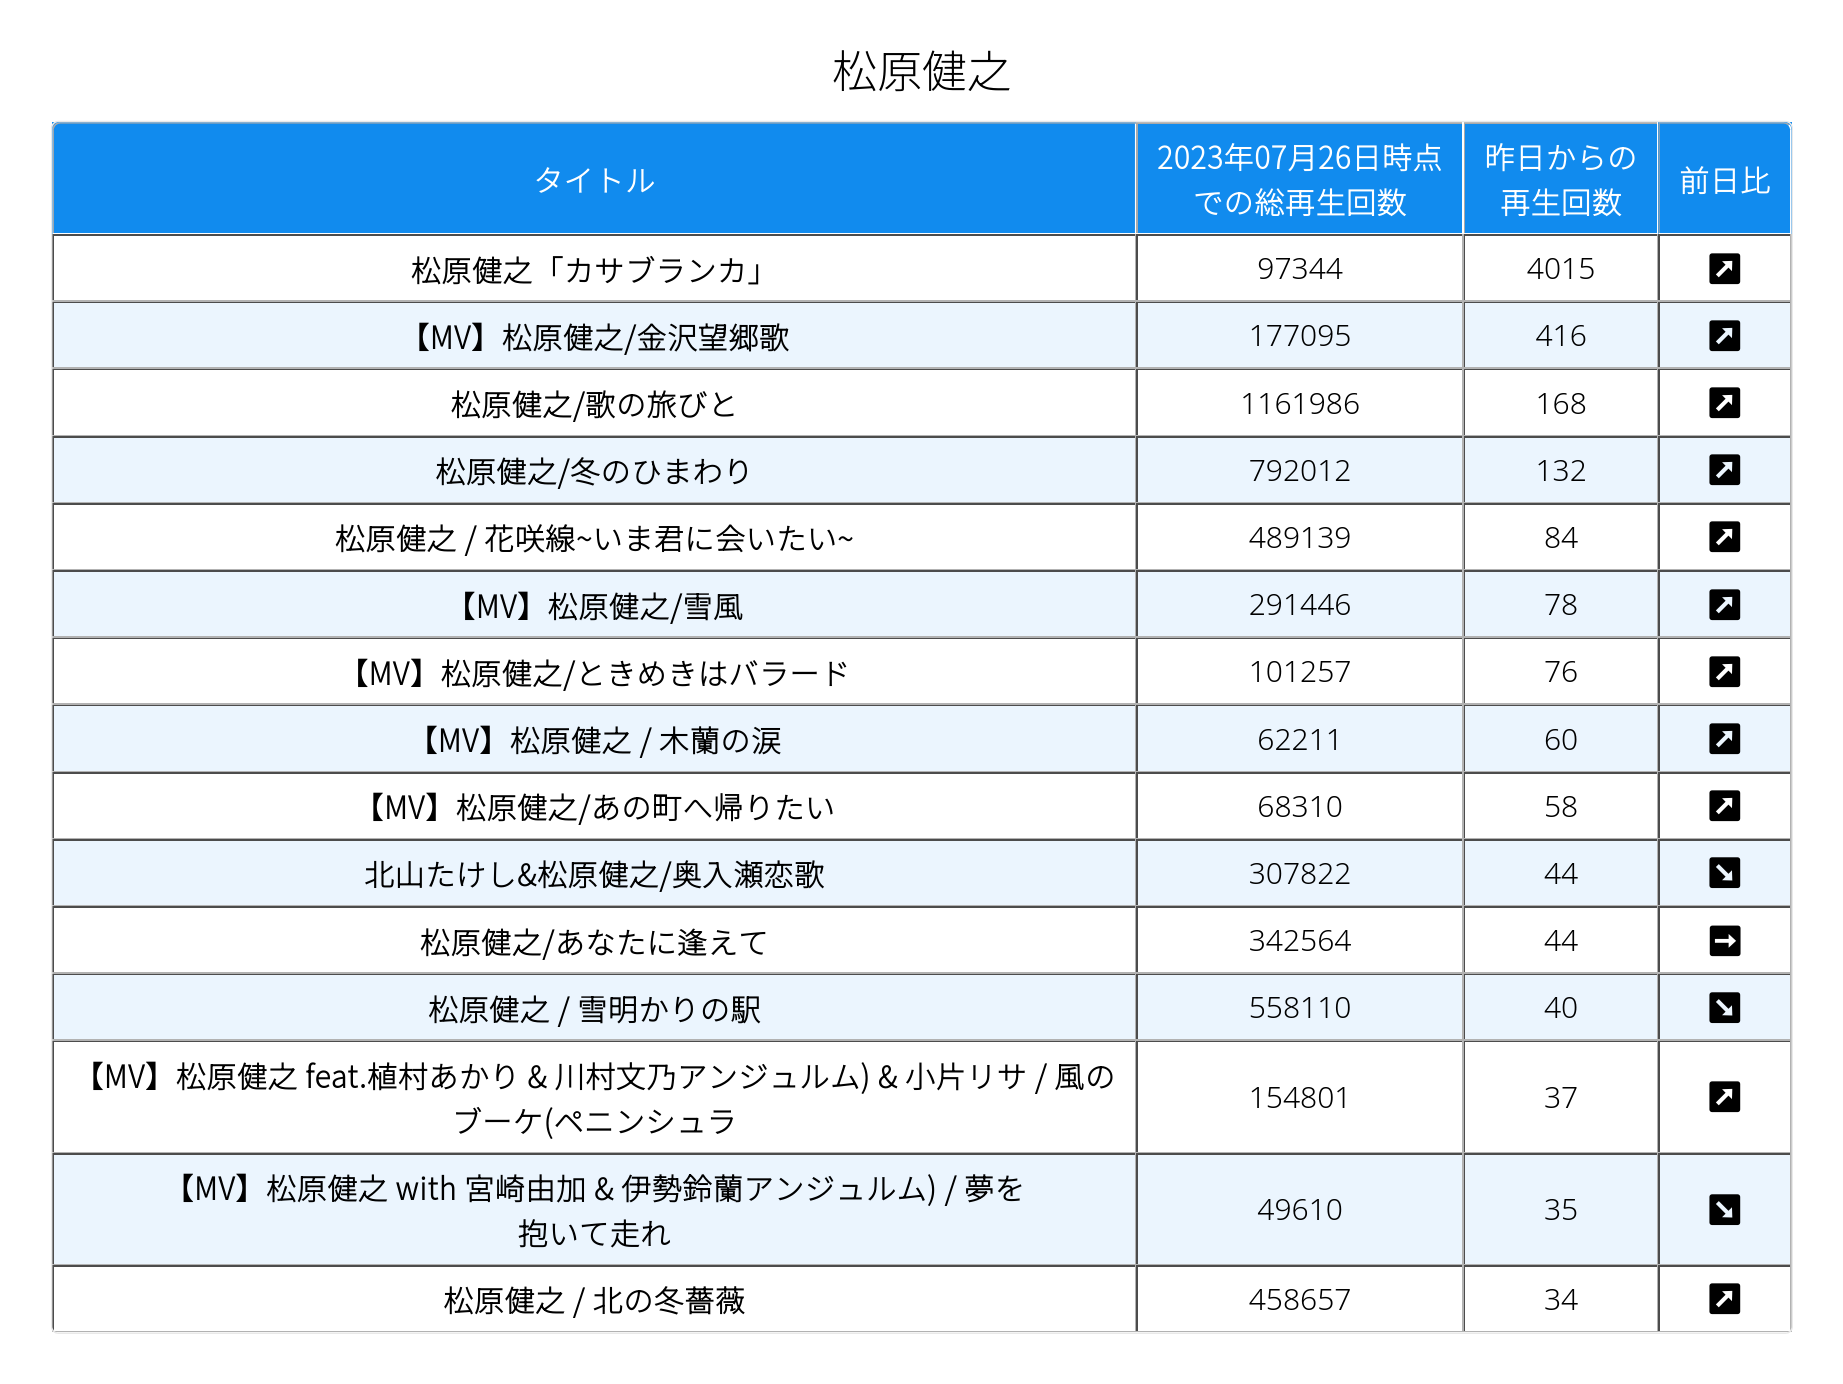 松原健之
タイトル
2023年07月26日時点
での総再生回数
昨日からの
再生回数
前日比
松原健之「カサブランカ」 97344 4015
【MV】松原健之/金沢望郷歌 177095 416
松原健之/歌の旅びと 1161986 168
松原健之/冬のひまわり 792012 132
松原健之 / 花咲線~いま君に会いたい~ 489139 84
【MV】松原健之/雪風 291446 78
【MV】松原健之/ときめきはバラード 101257 76
【MV】松原健之 / 木蘭の涙 62211 60
【MV】松原健之/あの町へ帰りたい 68310 58
北山たけし&松原健之/奥入瀬恋歌 307822 44
松原健之/あなたに逢えて 342564 44
松原健之 / 雪明かりの駅 558110 40
【MV】松原健之 feat.植村あかり & 川村文乃アンジュルム) & 小片リサ / 風の
ブーケ(ペニンシュラ 154801 37
【MV】松原健之 with 宮崎由加 & 伊勢鈴蘭アンジュルム) / 夢を
抱いて走れ 49610 35
松原健之 / 北の冬薔薇 458657 34